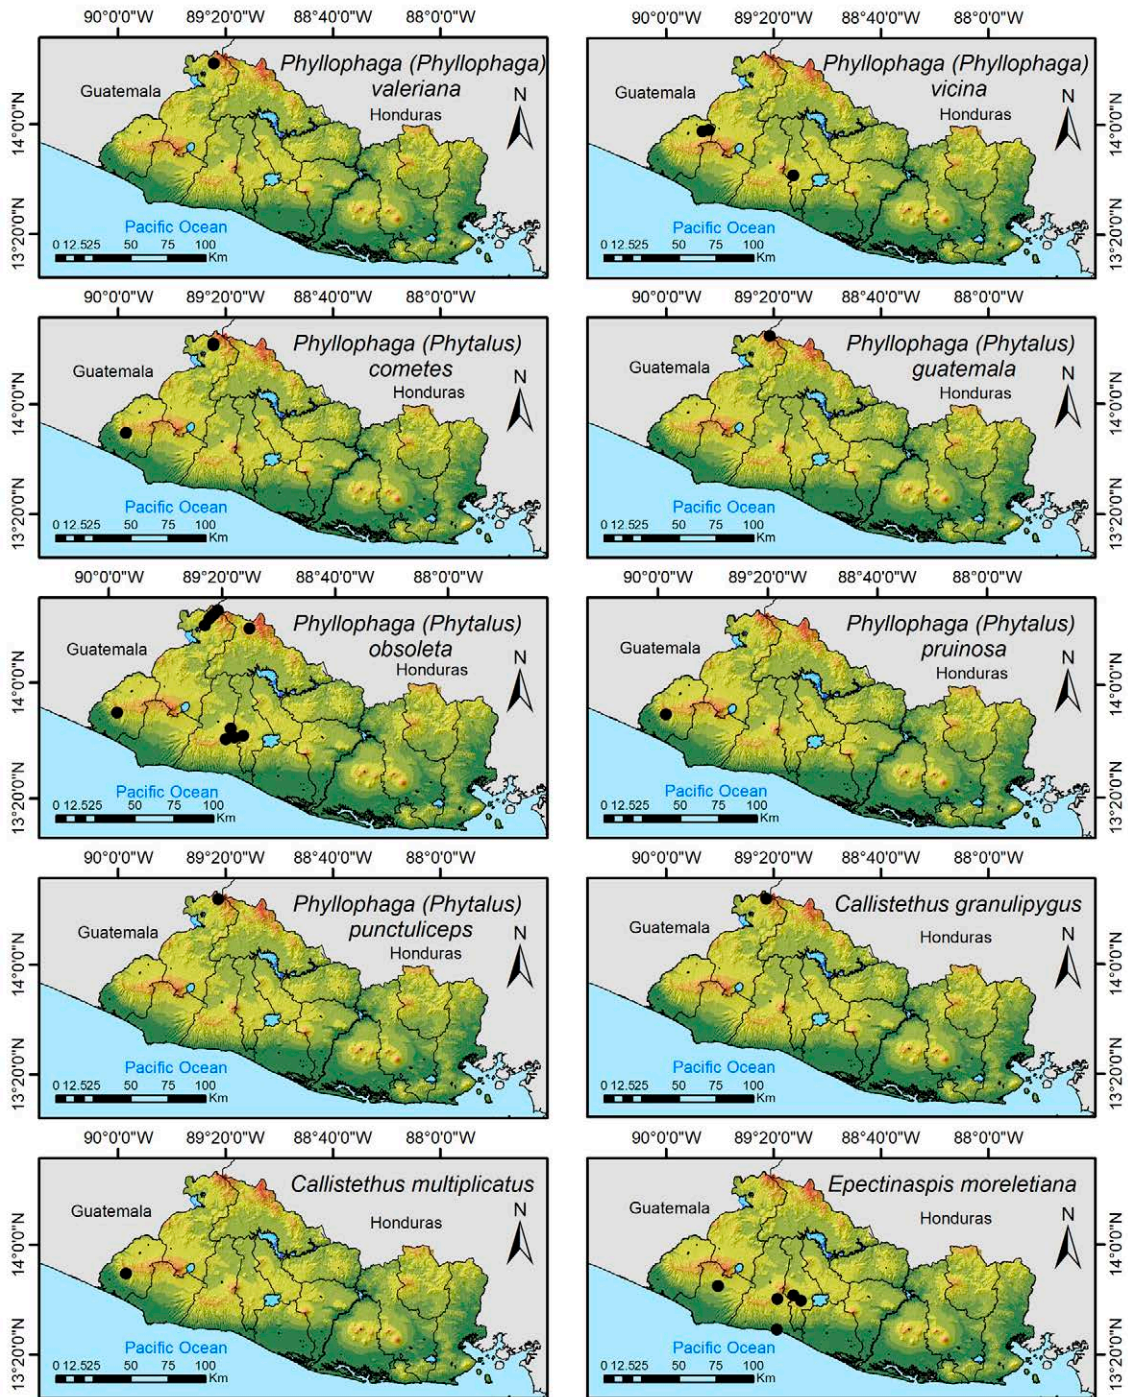 90°0'0"W 89°20'0"W 88°40'0"W 88°0'0"W 90°0'0"W 89°20'0"W 88°40'0"W 88°0'0"W
Phyllophaga (Phyllophaga)
valeriana
Guatemala
Honduras
N
14°0'0"N
13°20'0"N
Pacific Ocean
0 12.525 50 75 100
Km
Phyllophaga (Phyllophaga)
vicina
Guatemala
Honduras
N
14°0'0"N
13°20'0"N
Pacific Ocean
0 12.525 50 75 100
Km
90°0'0"W 89°20'0"W 88°40'0"W 88°0'0"W 90°0'0"W 89°20'0"W 88°40'0"W 88°0'0"W
Phyllophaga (Phytalus)
cometes
Guatemala
Honduras
N
14°0'0"N
13°20'0"N
Pacific Ocean
0 12.525 50 75 100
Km
Phyllophaga (Phytalus)
guatemala
Guatemala
Honduras
N
14°0'0"N
13°20'0"N
Pacific Ocean
0 12.525 50 75 100
Km
90°0'0"W 89°20'0"W 88°40'0"W 88°0'0"W 90°0'0"W 89°20'0"W 88°40'0"W 88°0'0"W
Phyllophaga (Phytalus)
obsoleta
Guatemala
Honduras
N
14°0'0"N
13°20'0"N
Pacific Ocean
0 12.525 50 75 100
Km
Phyllophaga (Phytalus)
pruinosa
Guatemala
Honduras
N
14°0'0"N
13°20'0"N
Pacific Ocean
0 12.525 50 75 100
Km
90°0'0"W 89°20'0"W 88°40'0"W 88°0'0"W 90°0'0"W 89°20'0"W 88°40'0"W 88°0'0"W
Phyllophaga (Phytalus)
punctuliceps
Guatemala
Honduras
N
14°0'0"N
13°20'0"N
Pacific Ocean
0 12.525 50 75 100
Km
Callistethus granulipygus
Guatemala
Honduras
N
14°0'0"N
13°20'0"N
Pacific Ocean
0 12.525 50 75 100
Km
90°0'0"W 89°20'0"W 88°40'0"W 88°0'0"W 90°0'0"W 89°20'0"W 88°40'0"W 88°0'0"W
Callistethus multiplicatus
Guatemala
Honduras
N
14°0'0"N
13°20'0"N
Pacific Ocean
0 12.525 50 75 100
Km
Epectinaspis moreletiana
Guatemala
Honduras
N
14°0'0"N
13°20'0"N
Pacific Ocean
0 12.525 50 75 100
Km